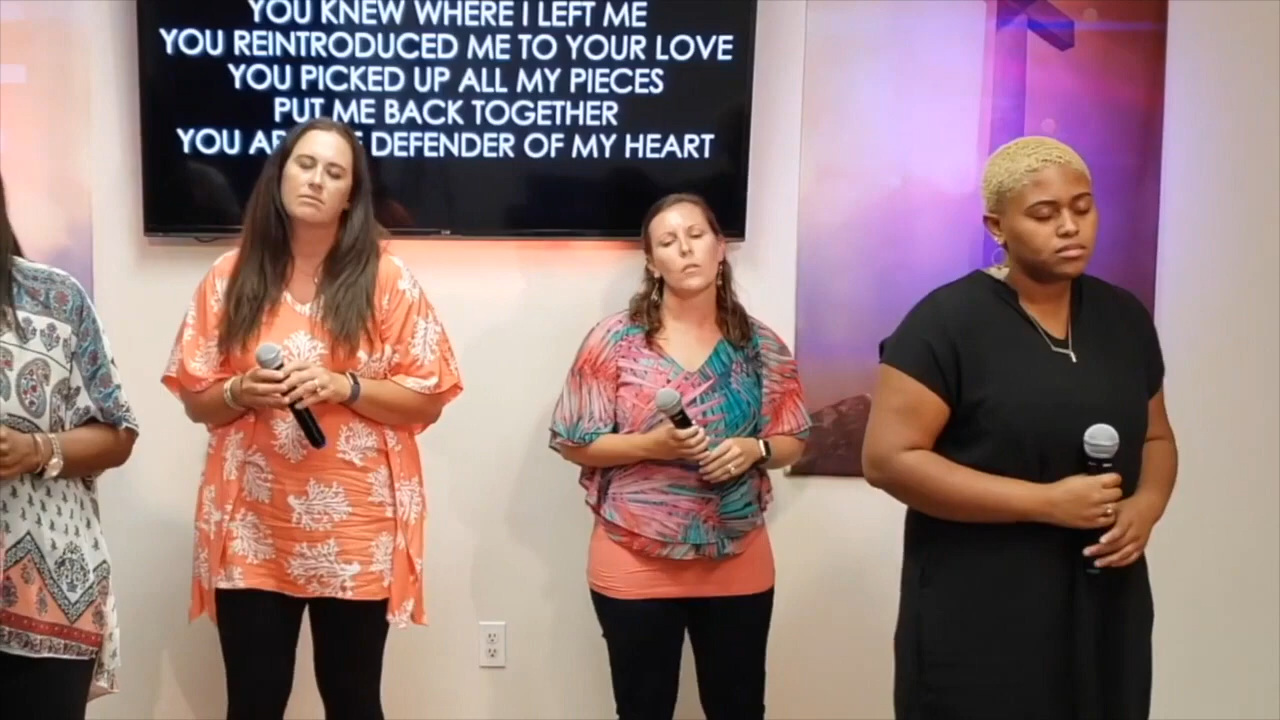 YOU KNEW WHERE I LEFT ME
YOU REINTRODUCED ME TO YOUR LOVE
YOU PICKED UP ALL MY PIECES
PUT ME BACK TOGETHER
YOU DEFENDER OF MY HEART